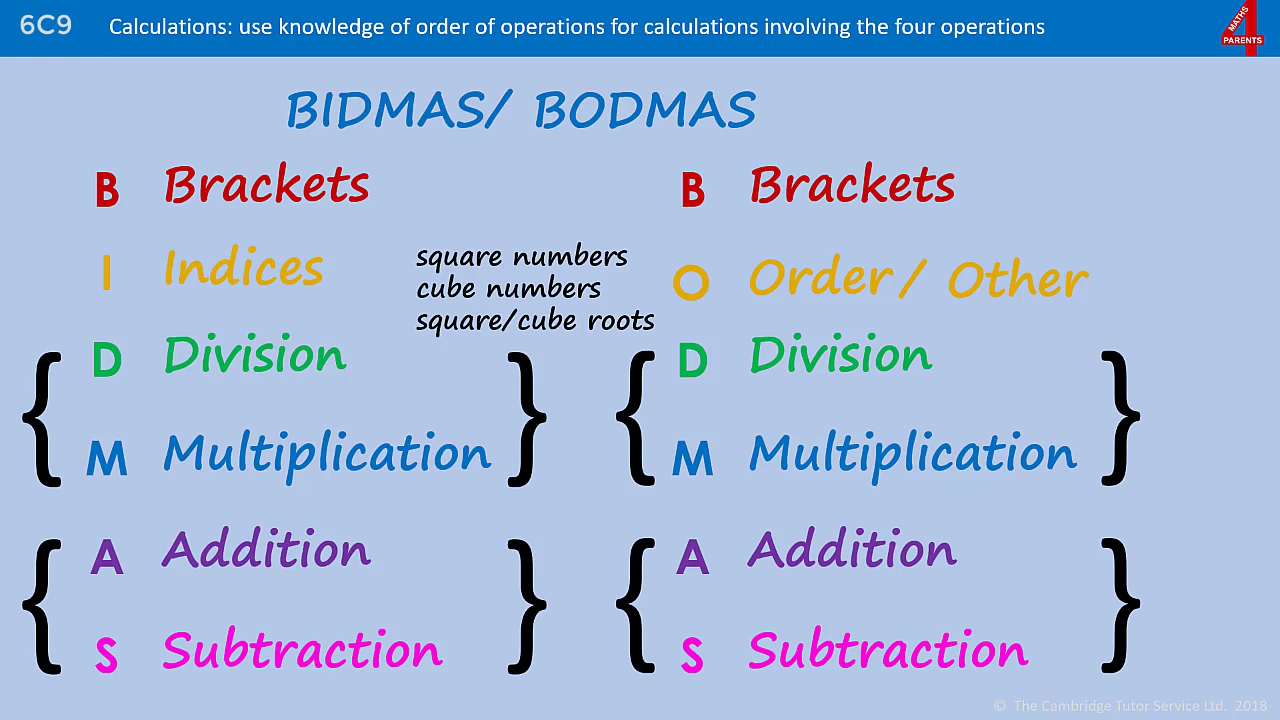 6C9 Calculations: use knowledge of order of operations for calculations involving the four operations
MATHS
4
PARENTS
BIDMAS/ BODMAS
B Brackets
I Indices
square numbers
cube numbers
square/cube roots
{ D Division
M Multiplication }
{ A Addition
S Subtraction }
B Brackets
O Order / Other
{ D Division
M Multiplication }
{ A Addition
S Subtraction }
© The Cambridge Tutor Service Ltd. 2018